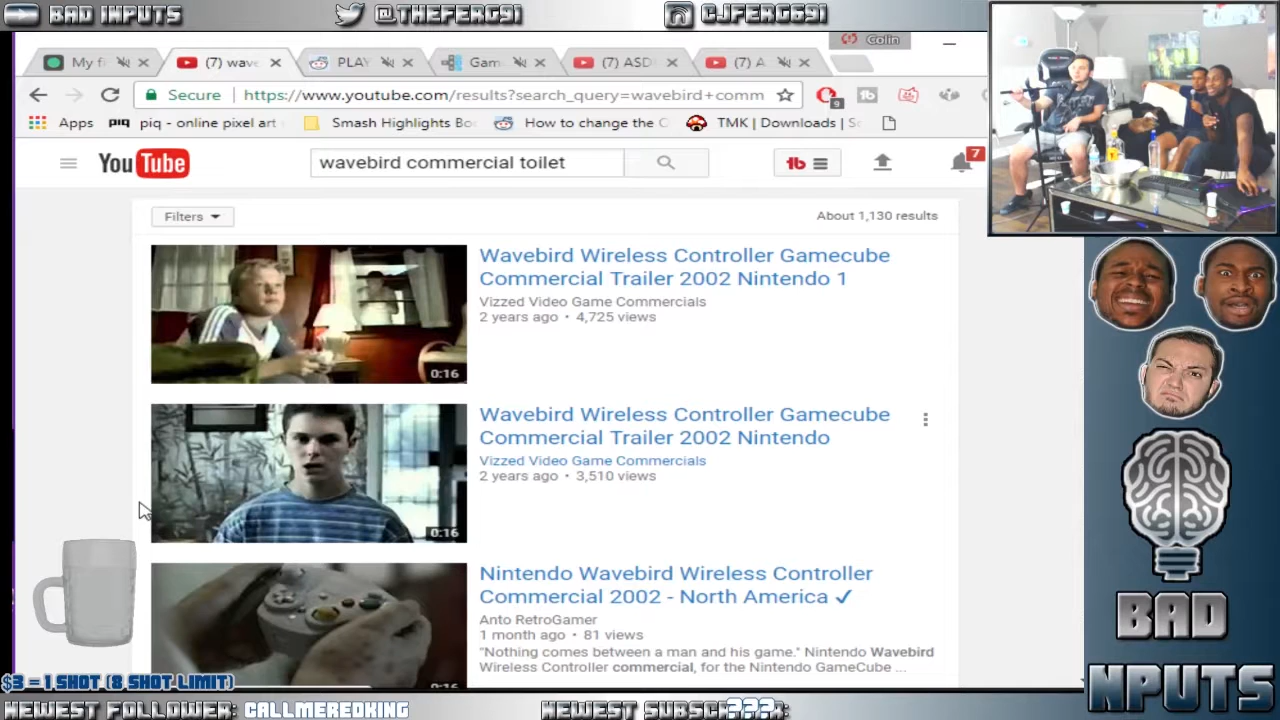 BAD INPUTS
@THEFERG91
CJFERG691
Colin
My f
(7) wav
PLAY
Gam
(7) ASD
(7) A
Secure
https://www.youtube.com/results?search_query=wavebird+comm
9
Apps
piq - online pixel art
Smash Highlights B
How to change the
TMK | Downloads | S
YouTube
wavebird commercial toilet
7
Filters
About 1,130 results
Wavebird Wireless Controller Gamecube
Commercial Trailer 2002 Nintendo 1
Vizzed Video Game Commercials
2 years ago • 4,725 views
0:16
Wavebird Wireless Controller Gamecube
Commercial Trailer 2002 Nintendo
Vizzed Video Game Commercials
2 years ago • 3,510 views
0:16
Nintendo Wavebird Wireless Controller
Commercial 2002 - North America ✓
Anto RetroGamer
1 month ago • 81 views
"Nothing comes between a man and his game." Nintendo Wavebird
Wireless Controller commercial, for the Nintendo GameCube ...
0:16
BAD
NPUTS
$3 = 1 SHOT (8 SHOT LIMIT)
NEWEST FOLLOWER: CALLMEREDKING
NEWEST
???